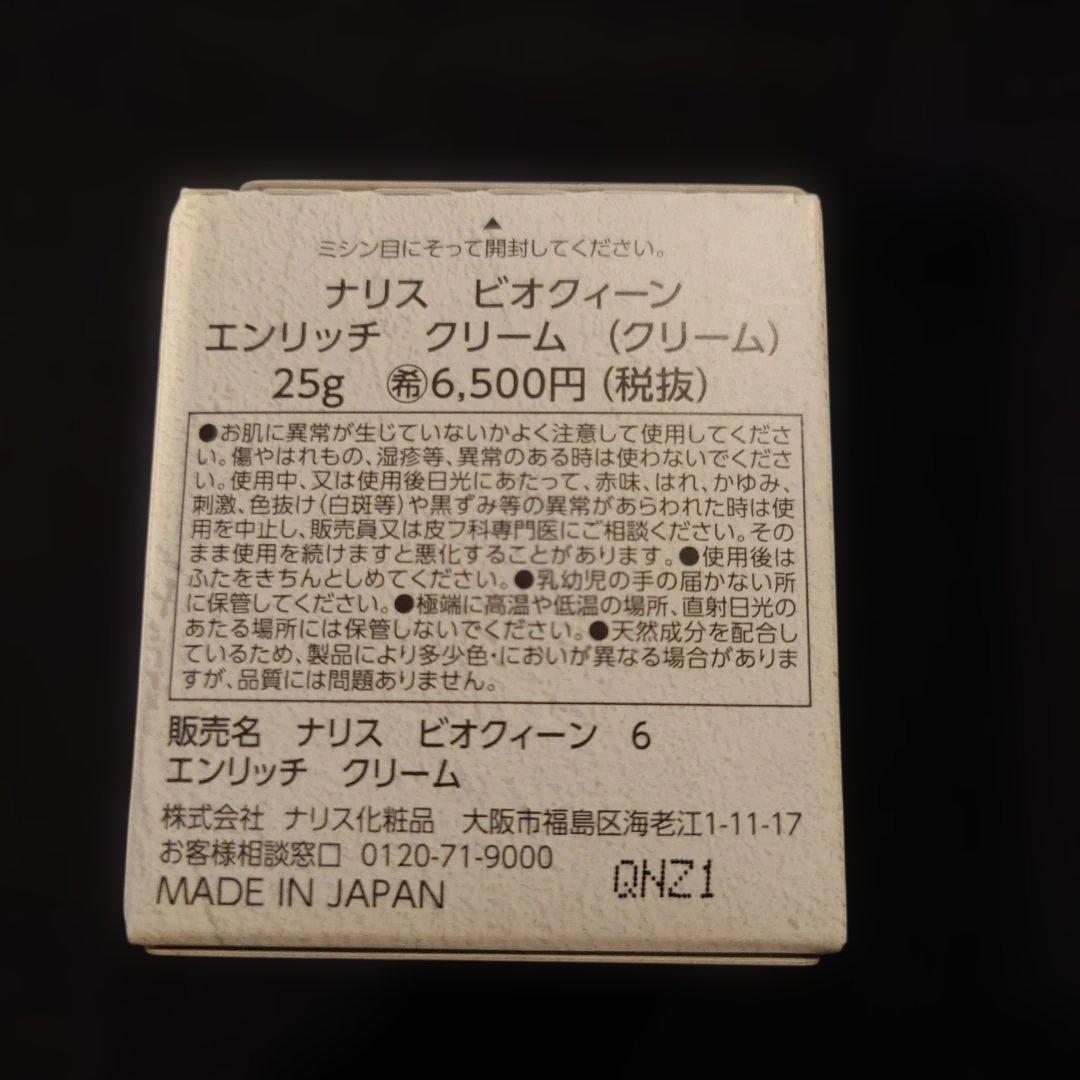 ▲
ミシン目にそって開封してください。
ナリス ビオクィーン
エンリッチ クリーム (クリーム)
25g ㊙希6,500円(税抜)
●お肌に異常が生じていないかよく注意して使用してくださ
い。傷やはれもの、湿疹等、異常のある時は使わないでくださ
い。使用中、又は使用後日光にあたって、赤味、はれ、かゆみ、
刺激、色抜け(白斑等)や黒ずみ等の異常があらわれた時は使
用を中止し、販売員又は皮フ科専門医にご相談ください。その
まま使用を続けますと悪化することがあります。●使用後は
ふたをきちんとしめてください。●乳幼児の手の届かない所
に保管してください。●極端に高温や低温の場所、直射日光の
あたる場所には保管しないでください。●天然成分を配合し
ているため、製品により多少色・においが異なる場合がありま
すが、品質には問題ありません。
販売名 ナリス ビオクィーン 6
エンリッチ クリーム
株式会社 ナリス化粧品 大阪市福島区海老江1-11-17
お客様相談窓口 0120-71-9000
MADE IN JAPAN
QNZ1